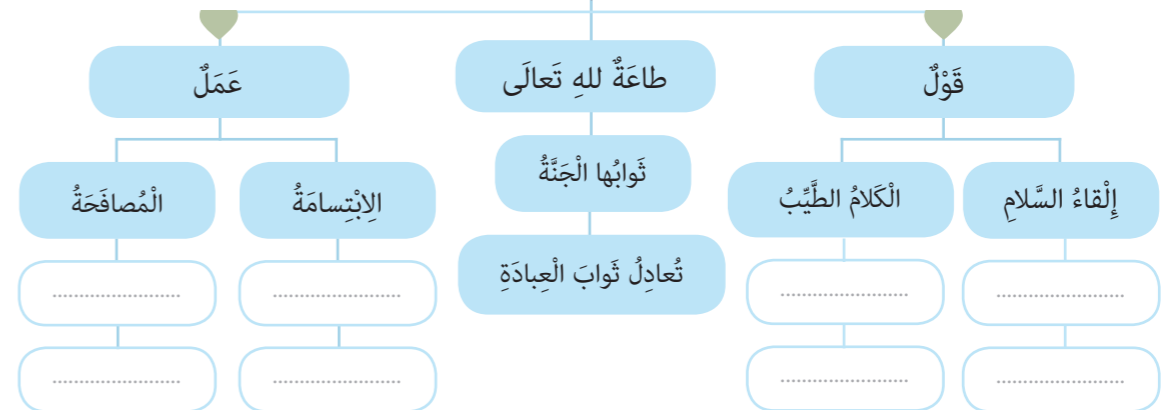 قَوْلٌ
طاعَةٌ للهِ تَعالَى
عَمَلٌ
ثَوابُها الْجَنَّةُ
إِلْقاءُ السَّلامِ
الْكَلامُ الطَّيِّبُ
الِابْتِسامَةُ
الْمُصافَحَةُ
تُعادِلُ ثَوابَ الْعِبادَةِ
........................
........................
........................
........................
........................
........................
........................
........................